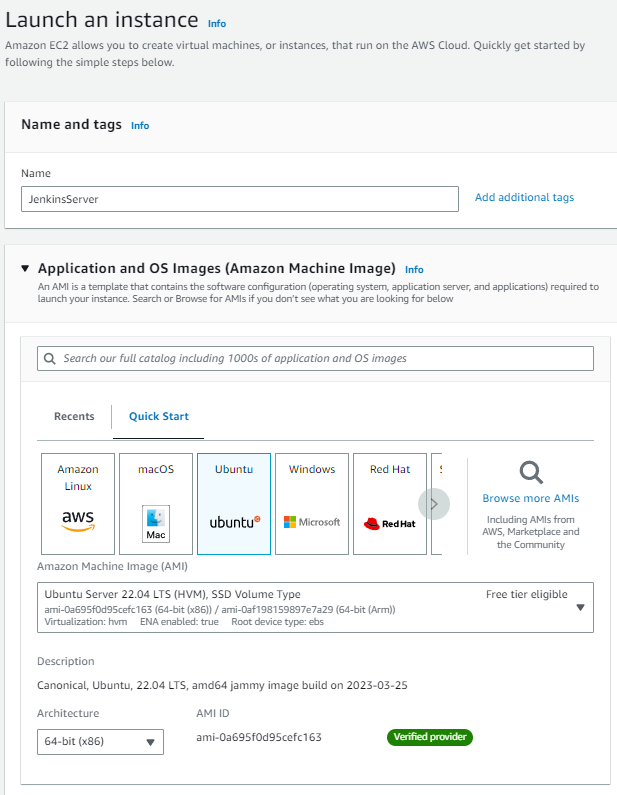 Launch an instance Info
Amazon EC2 allows you to create virtual machines, or instances, that run on the AWS Cloud. Quickly get started by
following the simple steps below.
Name and tags Info
Name
JenkinsServer
Add additional tags
Application and OS Images (Amazon Machine Image) Info
An AMI is a template that contains the software configuration (operating system, application server, and applications) required to
launch your instance. Search or Browse for AMIs if you don't see what you are looking for below
Search our full catalog including 1000s of application and OS images
Recents
Quick Start
Amazon
Linux
aws
macOS
Mac
Ubuntu
ubuntu
Windows
Microsoft
Red Hat
Red Hat
Browse more AMIs
Including AMIs from
AWS, Marketplace and
the Community
Amazon Machine Image (AMI)
Ubuntu Server 22.04 LTS (HVM), SSD Volume Type
Free tier eligible
ami-0a695f0d95cefc163 (64-bit (x86)) / ami-0af198159897e7a29 (64-bit (Arm))
Virtualization: hvm ENA enabled: true Root device type: ebs
Description
Canonical, Ubuntu, 22.04 LTS, amd64 jammy image build on 2023-03-25
Architecture
AMI ID
64-bit (x86)
ami-0a695f0d95cefc163
Verified provider